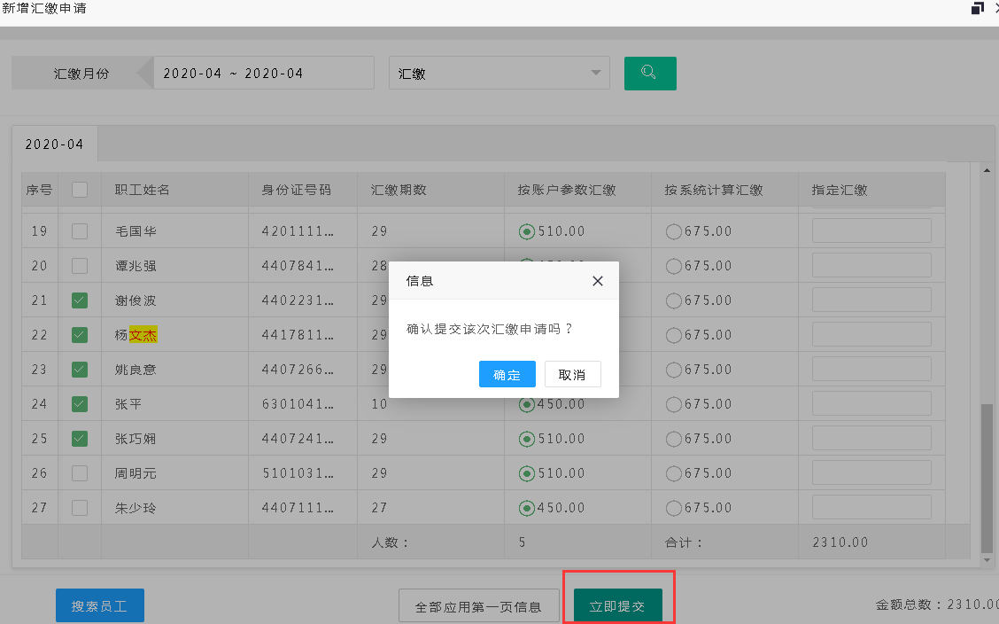 新增汇缴申请
汇缴月份 2020-04 ~ 2020-04 汇缴
2020-04
序号 职工姓名 身份证号码 汇缴期数 按账户参数汇缴 按系统计算汇缴 指定汇缴
19 毛国华 4201111... 29 510.00 675.00
20 谭兆强 4407841... 28 675.00
21 谢俊波 4402231... 29 675.00
22 杨文杰 4417811... 29 675.00
23 姚良意 4407266... 29 675.00
24 张平 6301041... 10 450.00 675.00
25 张巧娴 4407241... 29 510.00 675.00
26 周明元 5101031... 29 510.00 675.00
27 朱少玲 4407111... 27 450.00 675.00
人数： 5 合计： 2310.00
信息
确认提交该次汇缴申请吗？
确定 取消
搜索员工 全部应用第一页信息 立即提交 金额总数：2310.00